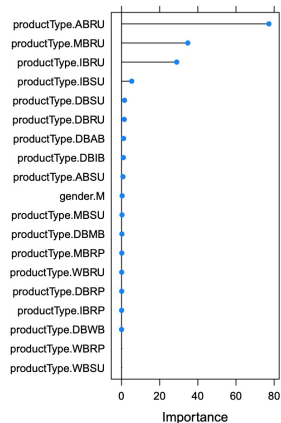 productType.ABRU
productType.MBRU
productType.IBRU
productType.IBSU
productType.DBSU
productType.DBRU
productType.DBAB
productType.DBIB
productType.ABSU
gender.M
productType.MBSU
productType.DBMB
productType.MBRP
productType.WBRU
productType.DBRP
productType.IBRP
productType.DBWB
productType.WBRP
productType.WBSU
0 20 40 60 80
Importance